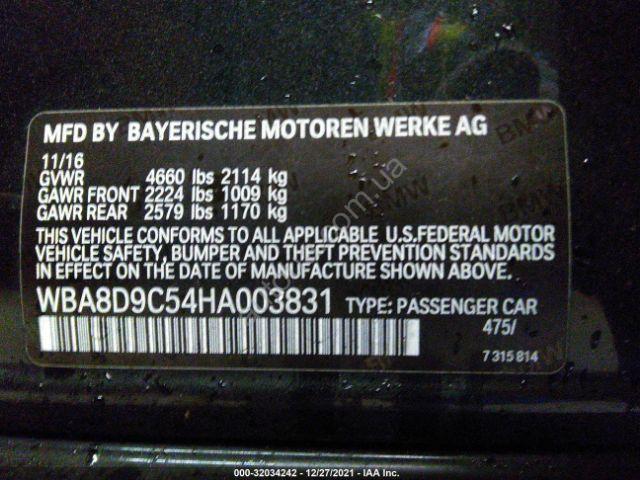 MFD BY BAYERISCHE MOTOREN WERKE AG
11/16
GVWR 4660 lbs 2114 kg
GAWR FRONT 2224 lbs 1009 kg
GAWR REAR 2579 lbs 1170 kg
THIS VEHICLE CONFORMS TO ALL APPLICABLE U.S.FEDERAL MOTOR
VEHICLE SAFETY, BUMPER AND THEFT PREVENTION STANDARDS
IN EFFECT ON THE DATE OF MANUFACTURE SHOWN ABOVE.
WBA8D9C54HA003831 TYPE: PASSENGER CAR
475/
7 315 814
000-32034242 - 12/27/2021 - IAA Inc.